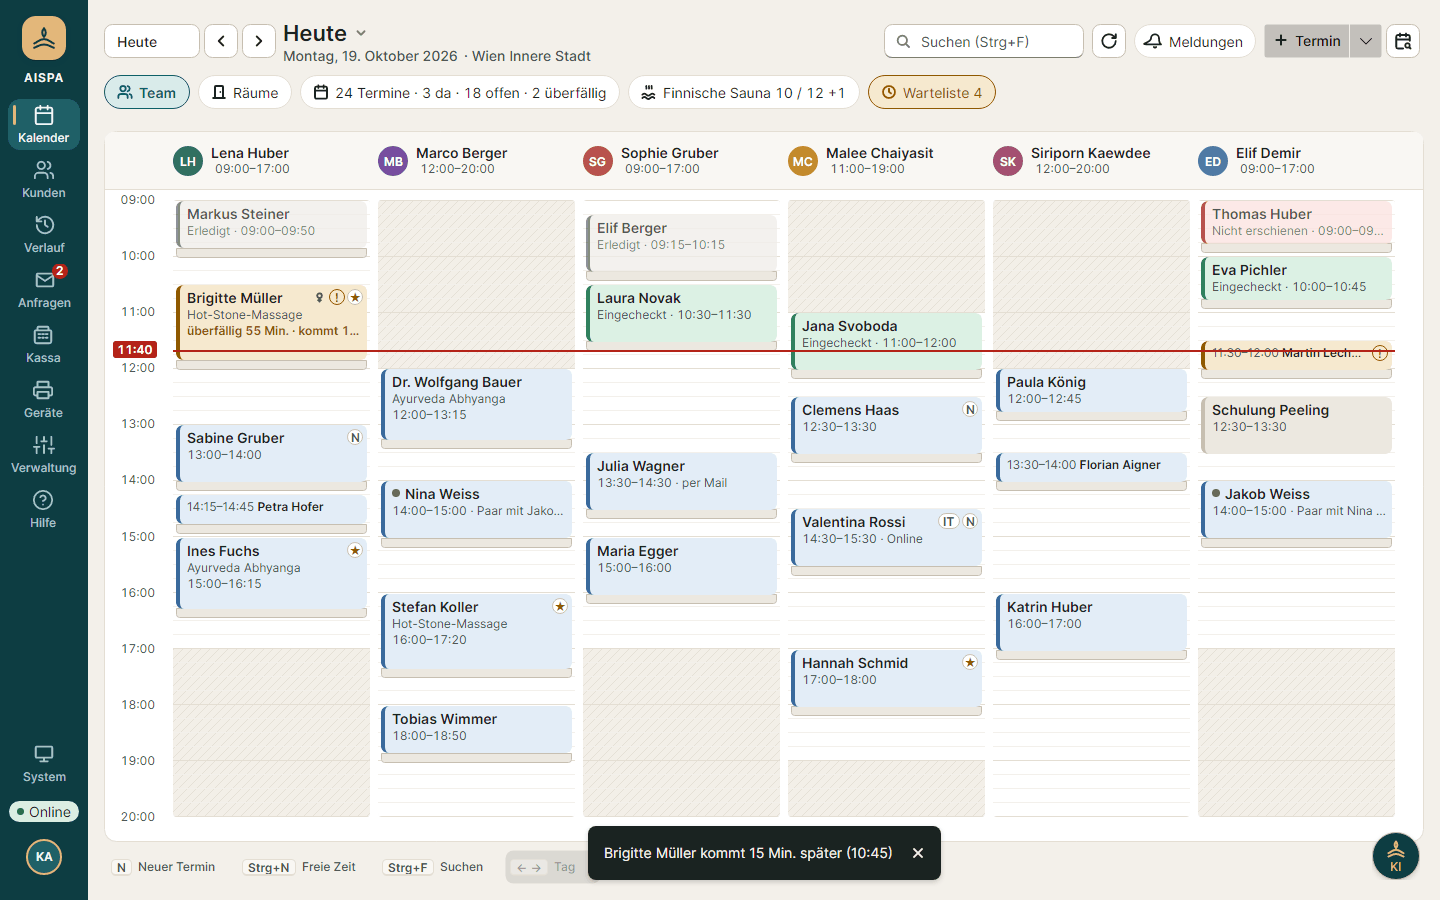 AISPA
Kalender
Kunden
Verlauf
2
Anfragen
Kassa
Geräte
Verwaltung
Hilfe
System
Online
KA
Heute
Heute
Montag, 19. Oktober 2026 · Wien Innere Stadt
Suchen (Strg+F)
Meldungen
+ Termin
Team
Räume
24 Termine · 3 da · 18 offen · 2 überfällig
Finnische Sauna 10 / 12 +1
Warteliste 4
LH
Lena Huber
09:00–17:00
MB
Marco Berger
12:00–20:00
SG
Sophie Gruber
09:00–17:00
MC
Malee Chaiyasit
11:00–19:00
SK
Siriporn Kaewdee
12:00–20:00
ED
Elif Demir
09:00–17:00
09:00
10:00
11:00
11:40
12:00
13:00
14:00
15:00
16:00
17:00
18:00
19:00
20:00
Markus Steiner
Erledigt · 09:00–09:50
Brigitte Müller
Hot-Stone-Massage
überfällig 55 Min. · kommt 1...
Sabine Gruber
N
13:00–14:00
14:15–14:45 Petra Hofer
Ines Fuchs
Ayurveda Abhyanga
15:00–16:15
Dr. Wolfgang Bauer
Ayurveda Abhyanga
12:00–13:15
Nina Weiss
14:00–15:00 · Paar mit Jako...
Stefan Koller
Hot-Stone-Massage
16:00–17:20
Tobias Wimmer
18:00–18:50
Elif Berger
Erledigt · 09:15–10:15
Laura Novak
Eingecheckt · 10:30–11:30
Julia Wagner
13:30–14:30 · per Mail
Maria Egger
15:00–16:00
Jana Svoboda
Eingecheckt · 11:00–12:00
Clemens Haas
N
12:30–13:30
Valentina Rossi
IT
N
14:30–15:30 · Online
Hannah Schmid
17:00–18:00
Paula König
12:00–12:45
13:30–14:00 Florian Aigner
Katrin Huber
16:00–17:00
Thomas Huber
Nicht erschienen · 09:00–09...
Eva Pichler
Eingecheckt · 10:00–10:45
11:30–12:00 Martin Lech...
Schulung Peeling
12:30–13:30
Jakob Weiss
14:00–15:00 · Paar mit Nina ...
N Neuer Termin
Strg+N Freie Zeit
Strg+F Suchen
← → Tag
Brigitte Müller kommt 15 Min. später (10:45)
KI